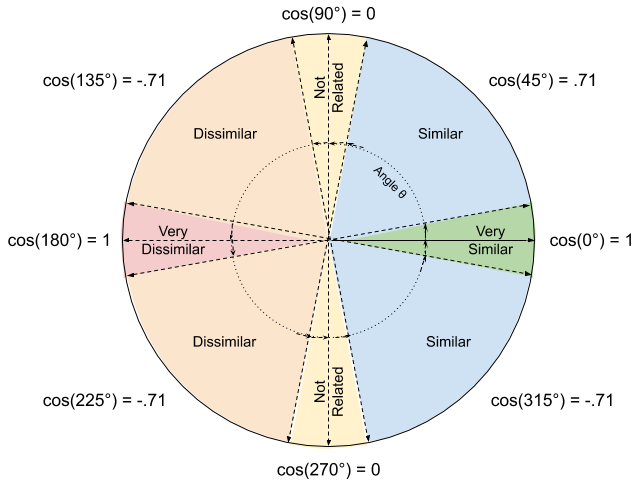 cos(90°) = 0
cos(135°) = -.71
cos(45°) = .71
Not
Related
Dissimilar
Similar
Angle θ
Very
Dissimilar
Very
Similar
cos(180°) = 1
cos(0°) = 1
Dissimilar
Similar
Not
Related
cos(225°) = -.71
cos(315°) = -.71
cos(270°) = 0